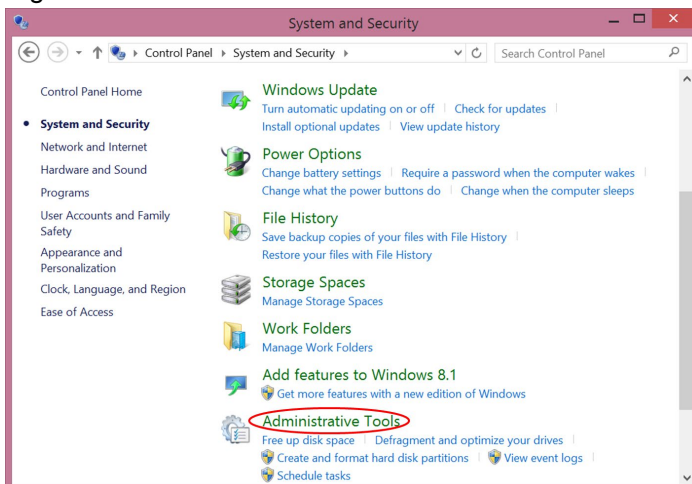 System and Security
Control Panel System and Security
Search Control Panel
Control Panel Home
System and Security
Network and Internet
Hardware and Sound
Programs
User Accounts and Family
Safety
Appearance and
Personalization
Clock, Language, and Region
Ease of Access
Windows Update
Turn automatic updating on or off Check for updates
Install optional updates View update history
Power Options
Change battery settings Require a password when the computer wakes
Change what the power buttons do Change when the computer sleeps
File History
Save backup copies of your files with File History
Restore your files with File History
Storage Spaces
Manage Storage Spaces
Work Folders
Manage Work Folders
Add features to Windows 8.1
Get more features with a new edition of Windows
Administrative Tools
Free up disk space Defragment and optimize your drives
Create and format hard disk partitions View event logs
Schedule tasks